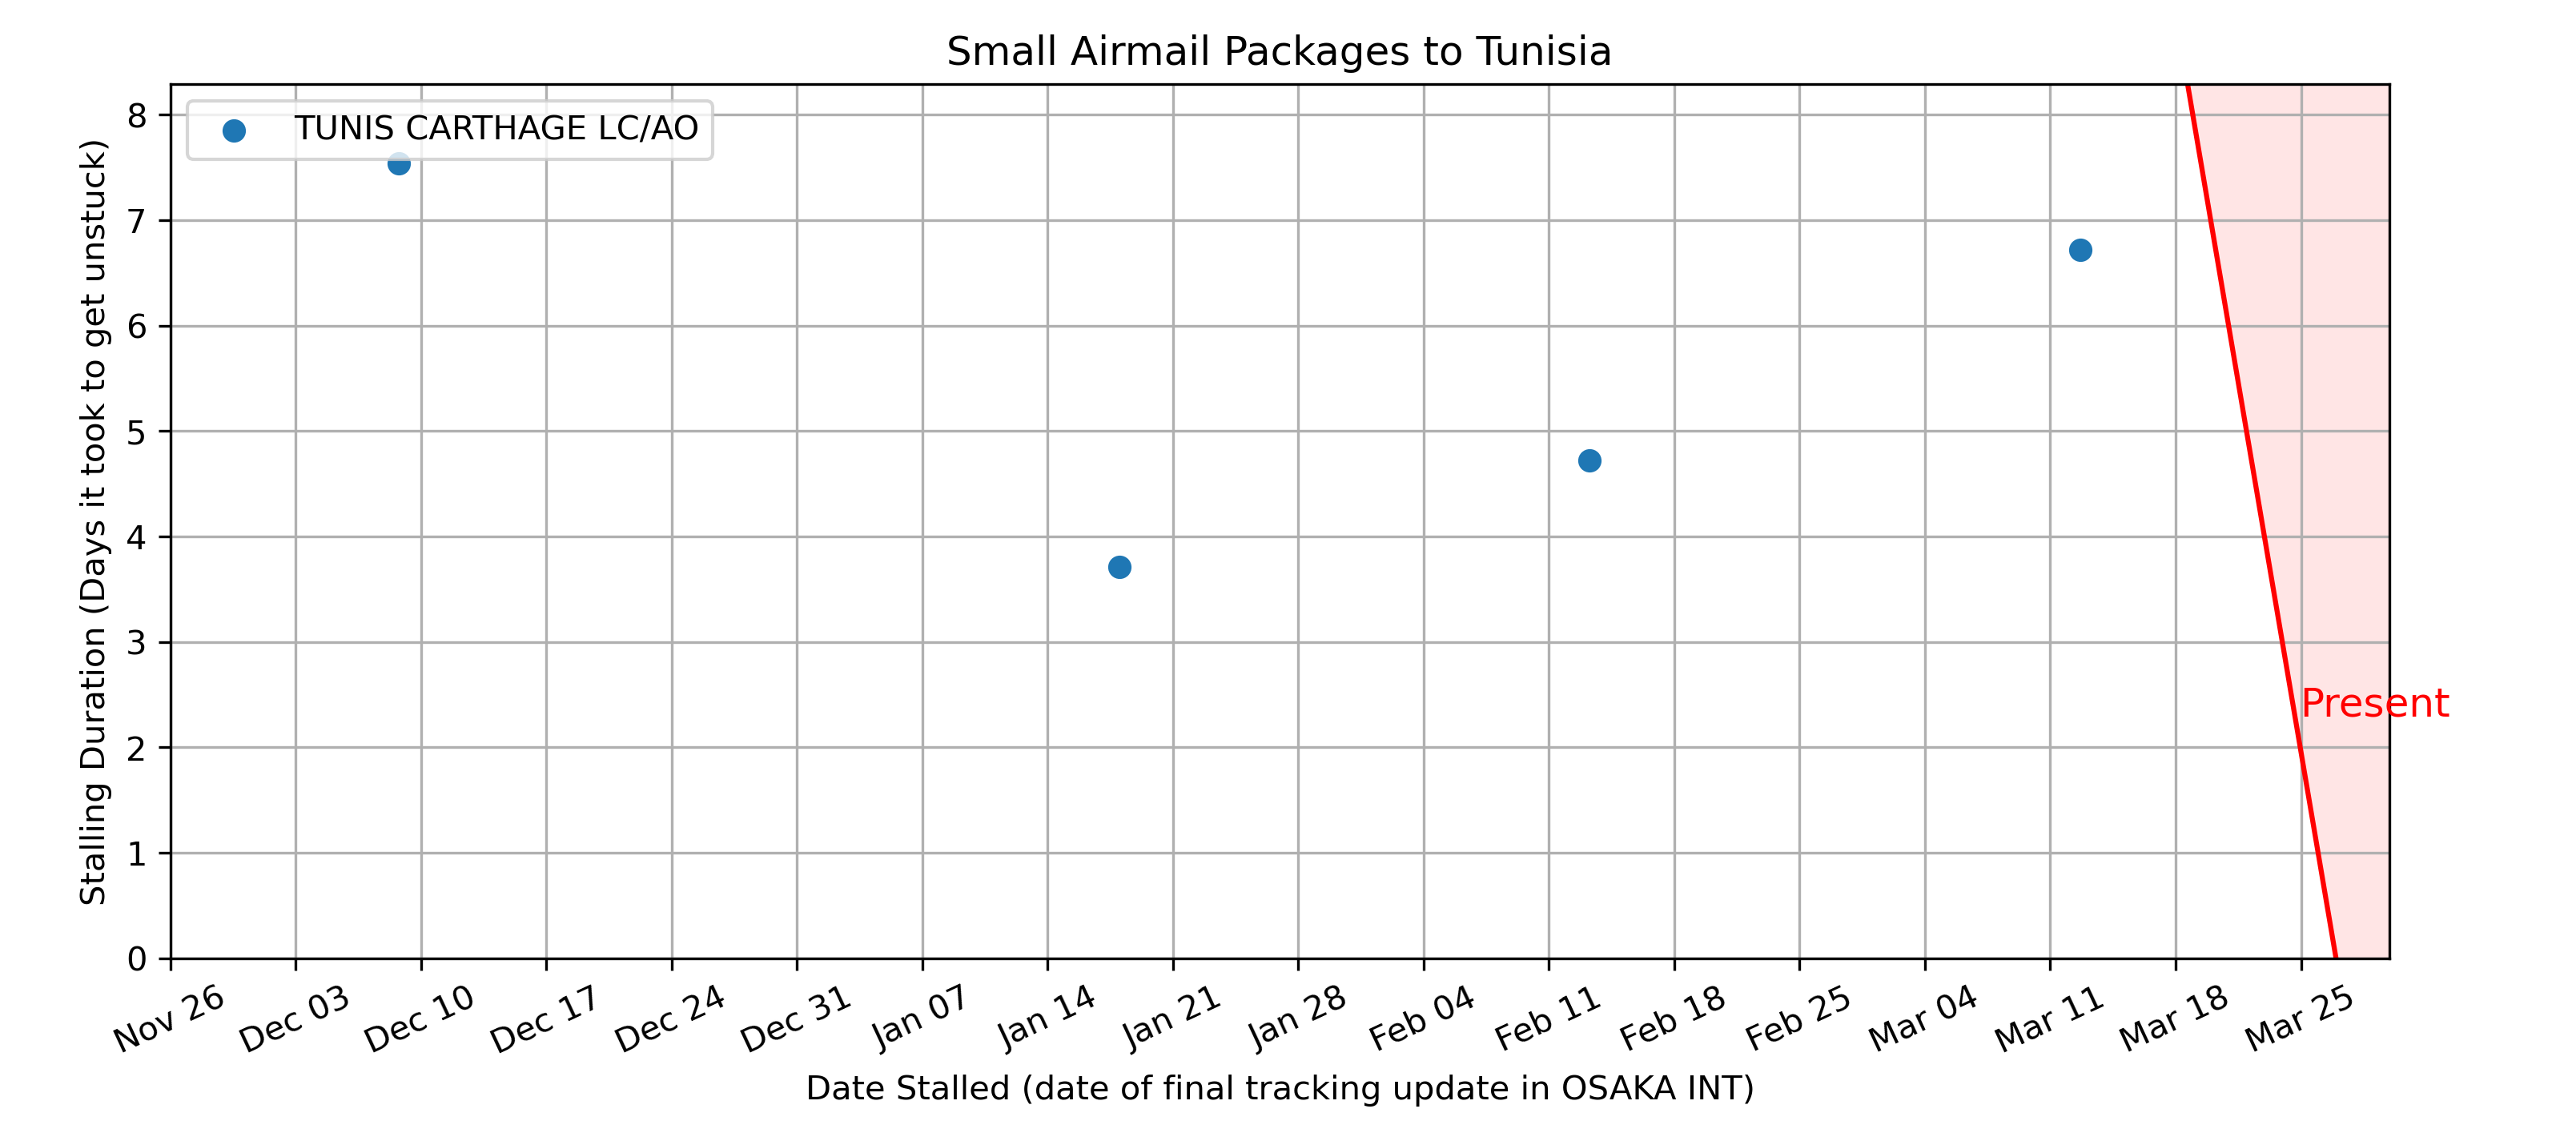 Small Airmail Packages to Tunisia
TUNIS CARTHAGE LC/AO
Stalling Duration (Days it took to get unstuck)
8
7
6
5
4
3
2
1
0
Present
Nov 26
Dec 03
Dec 10
Dec 17
Dec 24
Dec 31
Jan 07
Jan 14
Jan 21
Jan 28
Feb 04
Feb 11
Feb 18
Feb 25
Mar 04
Mar 11
Mar 18
Mar 25
Date Stalled (date of final tracking update in OSAKA INT)